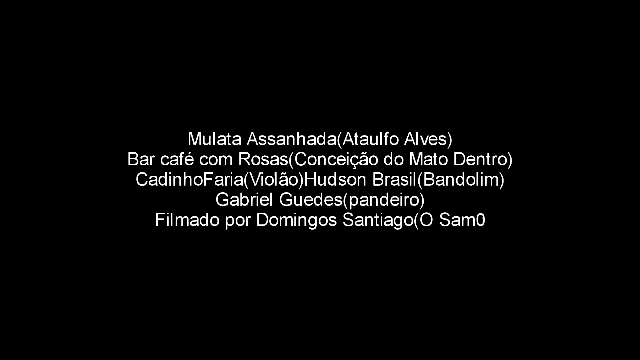 Mulata Assanhada(Ataulfo Alves)
Bar café com Rosas(Conceição do Mato Dentro)
CadinhoFaria(Violão)Hudson Brasil(Bandolim)
Gabriel Guedes(pandeiro)
Filmado por Domingos Santiago(O Sam0